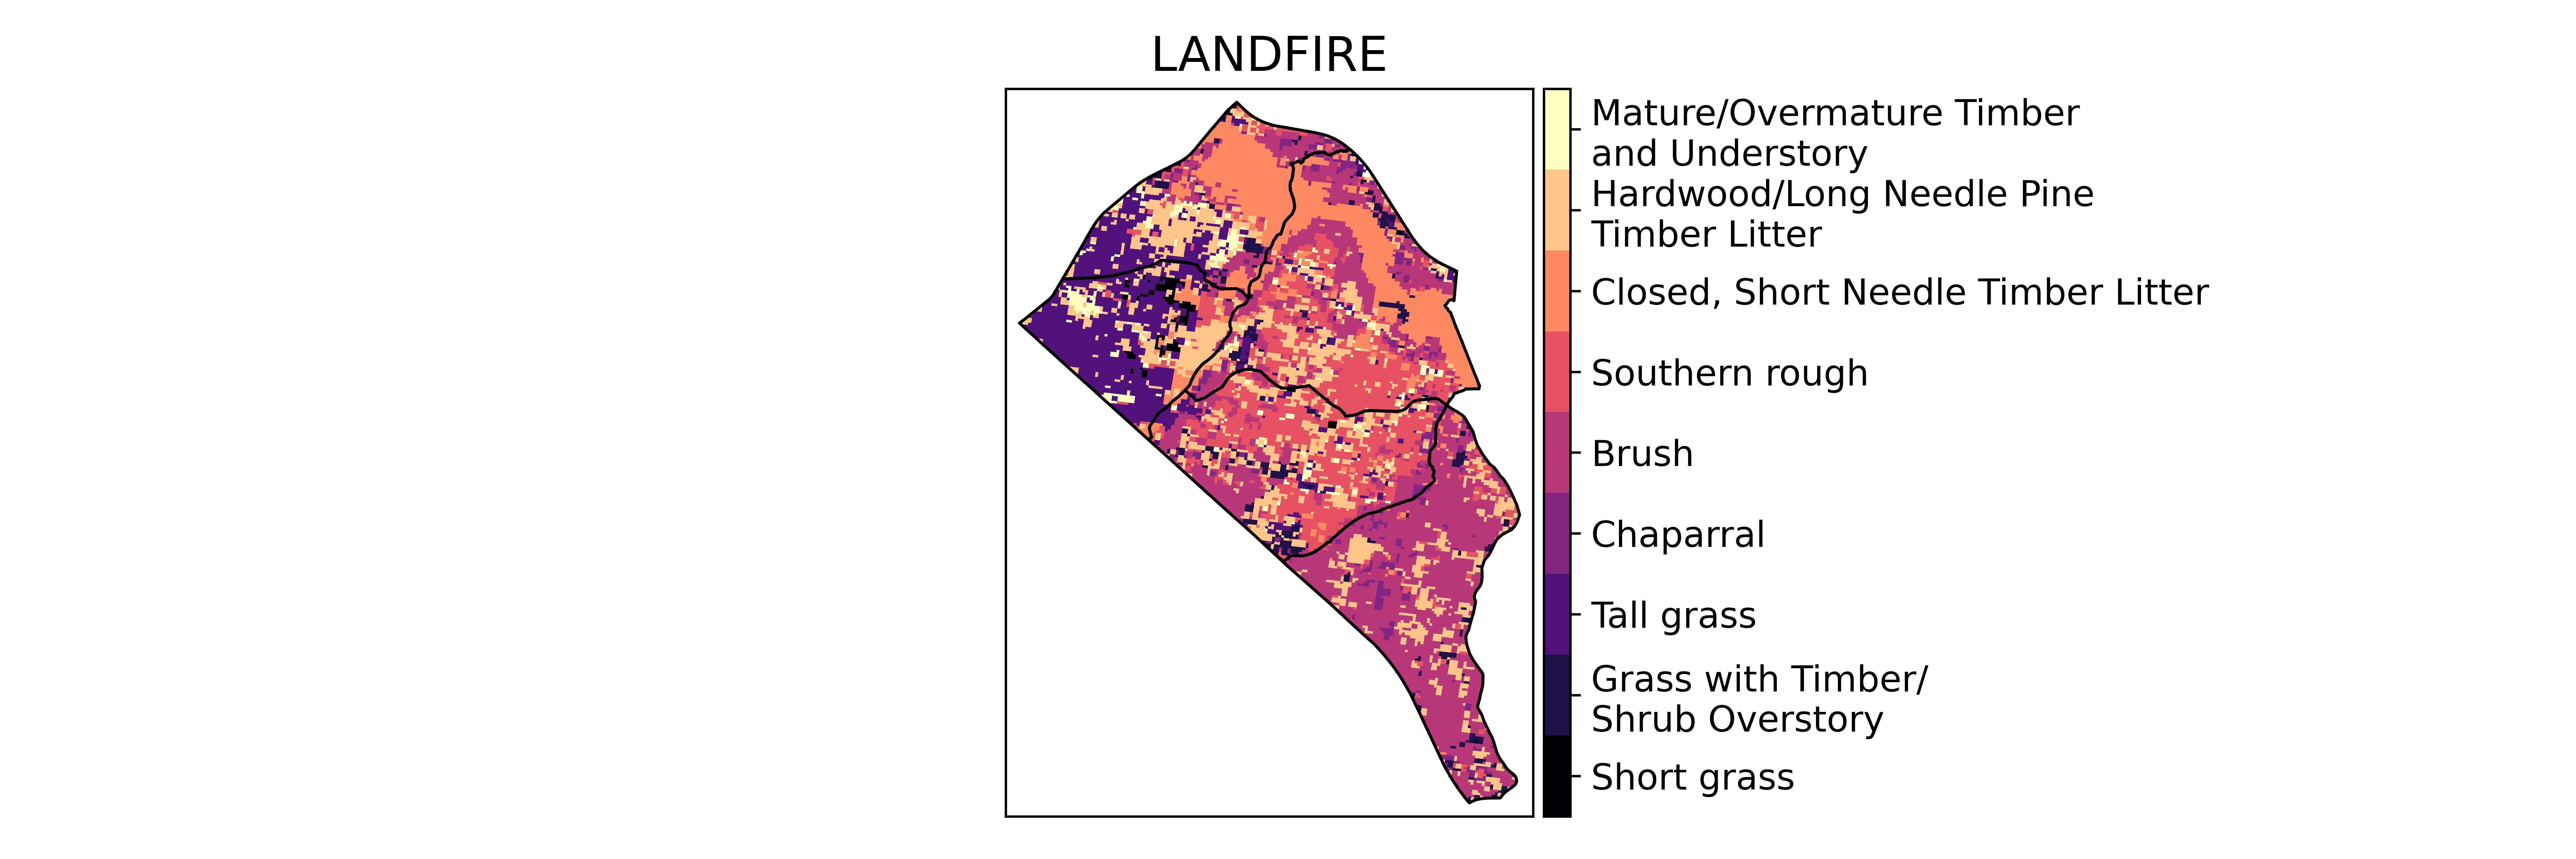 LANDFIRE
Mature/Overmature Timber
and Understory
Hardwood/Long Needle Pine
Timber Litter
Closed, Short Needle Timber Litter
Southern rough
Brush
Chaparral
Tall grass
Grass with Timber/
Shrub Overstory
Short grass